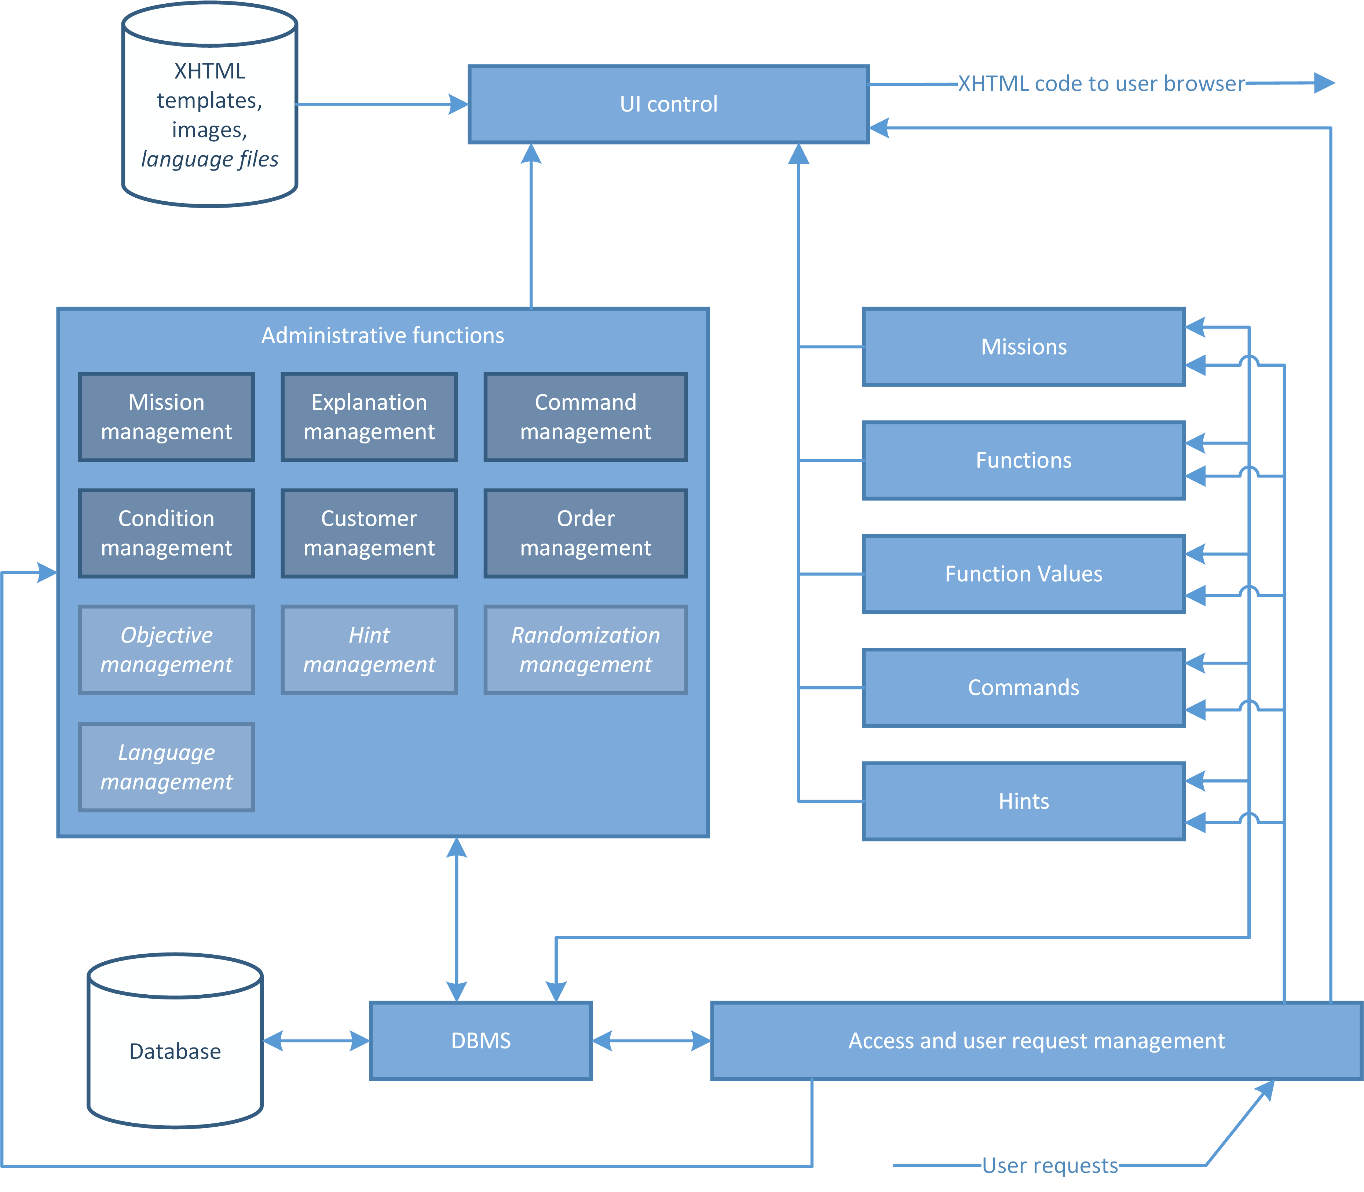 XHTML
templates,
images,
language files
UI control
XHTML code to user browser
Administrative functions
Mission
management
Explanation
management
Command
management
Condition
management
Customer
management
Order
management
Objective
management
Hint
management
Randomization
management
Language
management
Missions
Functions
Function Values
Commands
Hints
Database
DBMS
Access and user request management
User requests